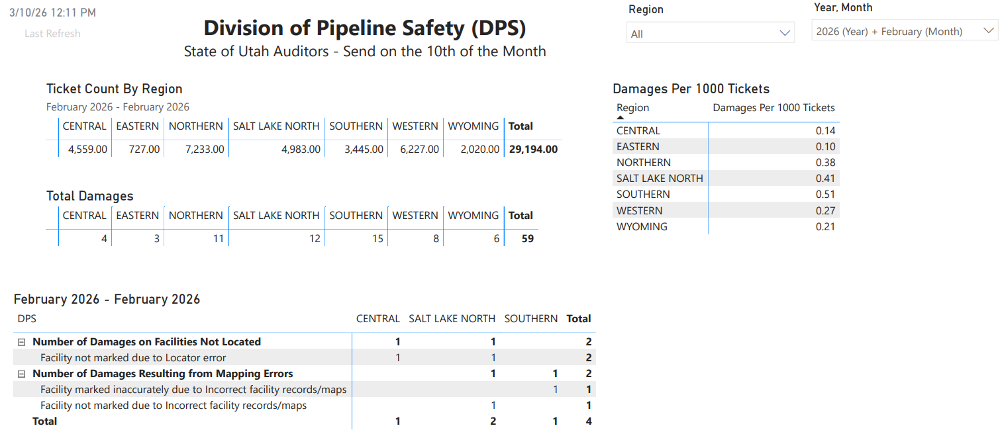 3/10/26 12:11 PM
Last Refresh
Division of Pipeline Safety (DPS)
State of Utah Auditors - Send on the 10th of the Month
Region
All
Year, Month
2026 (Year) + February (Month)
Ticket Count By Region
February 2026 - February 2026
CENTRAL EASTERN NORTHERN SALT LAKE NORTH SOUTHERN WESTERN WYOMING Total
4,559.00 727.00 7,233.00 4,983.00 3,445.00 6,227.00 2,020.00 29,194.00
Total Damages
CENTRAL EASTERN NORTHERN SALT LAKE NORTH SOUTHERN WESTERN WYOMING Total
4 3 11 12 15 8 6 59
Damages Per 1000 Tickets
Region Damages Per 1000 Tickets
CENTRAL 0.14
EASTERN 0.10
NORTHERN 0.38
SALT LAKE NORTH 0.41
SOUTHERN 0.51
WESTERN 0.27
WYOMING 0.21
February 2026 - February 2026
DPS CENTRAL SALT LAKE NORTH SOUTHERN Total
Number of Damages on Facilities Not Located 1 1 2
Facility not marked due to Locator error 1 1 2
Number of Damages Resulting from Mapping Errors 1 1 2
Facility marked inaccurately due to Incorrect facility records/maps 1 1
Facility not marked due to Incorrect facility records/maps 1 1
Total 1 2 1 4